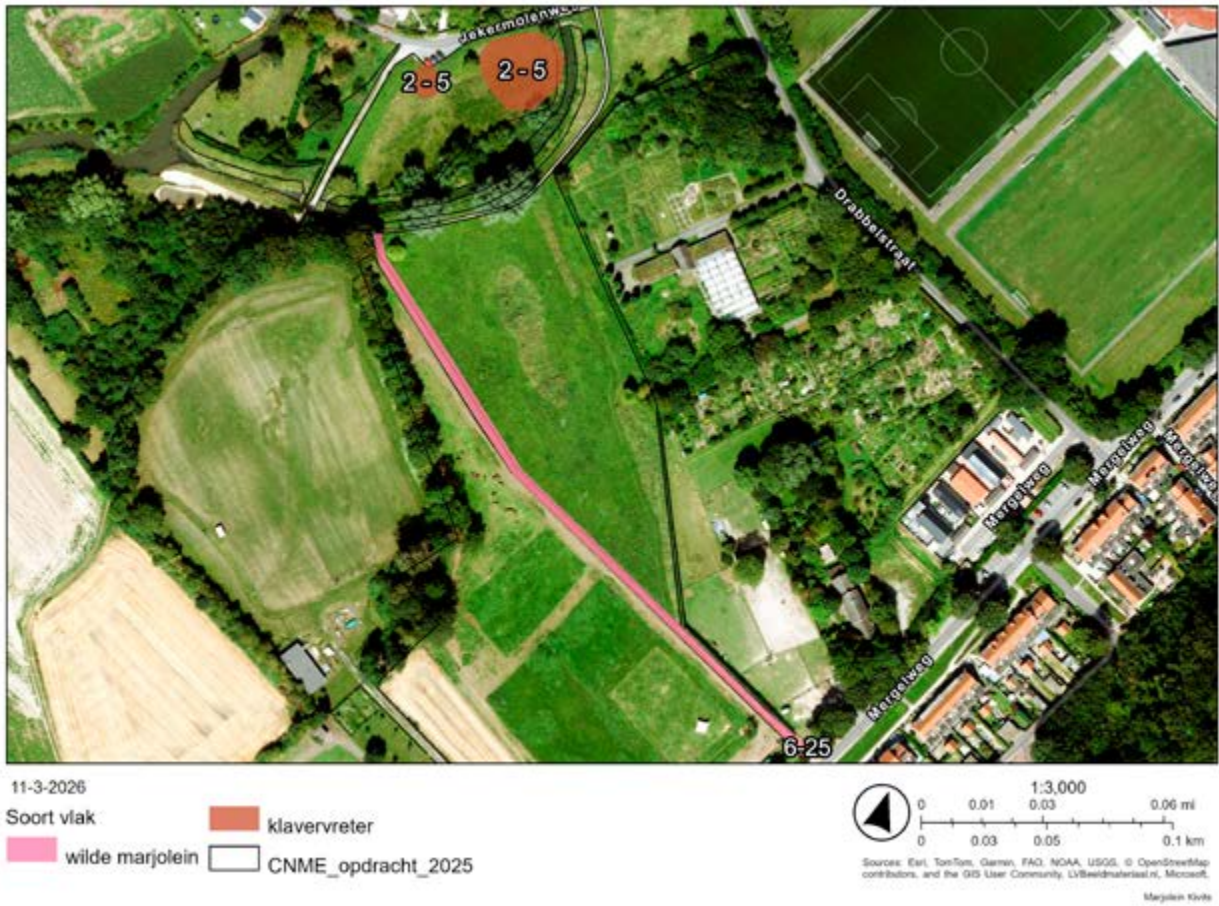 Jekermolenweg
2 - 5
2 - 5
Drabbelstraat
Mergelweg
Mergelweg
Mergelwe
Mergelweg
6-25
11-3-2026
Soort vlak
wilde marjolein
klavervreter
CNME_opdracht_2025
1:3,000
0 0.01 0.03 0.06 mi
0 0.03 0.05 0.1 km
Sources: Esri, TomTom, Garmin, FAO, NOAA, USGS, © OpenStreetMap
contributors, and the GIS User Community, LVBeeldmateriaal.nl, Microsoft,
Marjolein Kivits